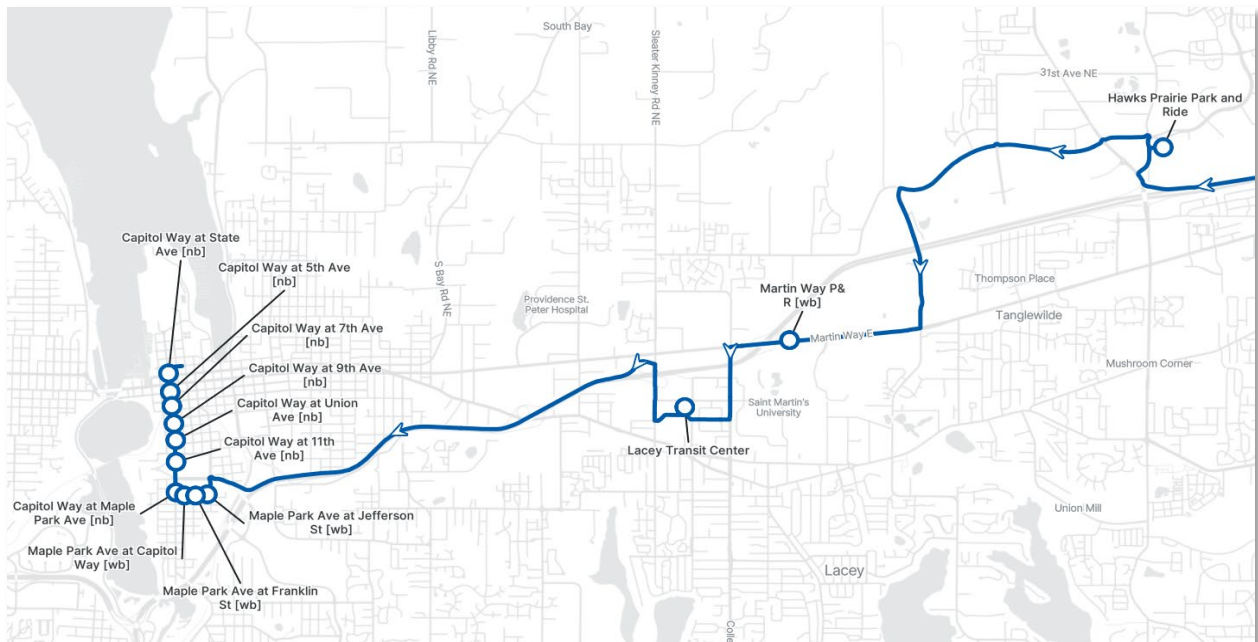 South Bay
Libby Rd NE
Sleater Kinney Rd NE
31st Ave NE
Hawks Prairie Park and
Ride
Capitol Way at State
Ave [nb]
Capitol Way at 5th Ave
[nb]
S Bay Rd NE
Providence St.
Peter Hospital
Martin Way P&
R [wb]
Thompson Place
Tanglewilde
Capitol Way at 7th Ave
[nb]
Martin Way E
Mushroom Corner
Capitol Way at 9th Ave
[nb]
Capitol Way at Union
Ave [nb]
Saint Martin's
University
Capitol Way at 11th
Ave [nb]
Lacey Transit Center
Capitol Way at Maple
Park Ave [nb]
Maple Park Ave at Jefferson
St [wb]
Union Mill
Maple Park Ave at Capitol
Way [wb]
Lacey
Maple Park Ave at Franklin
St [wb]